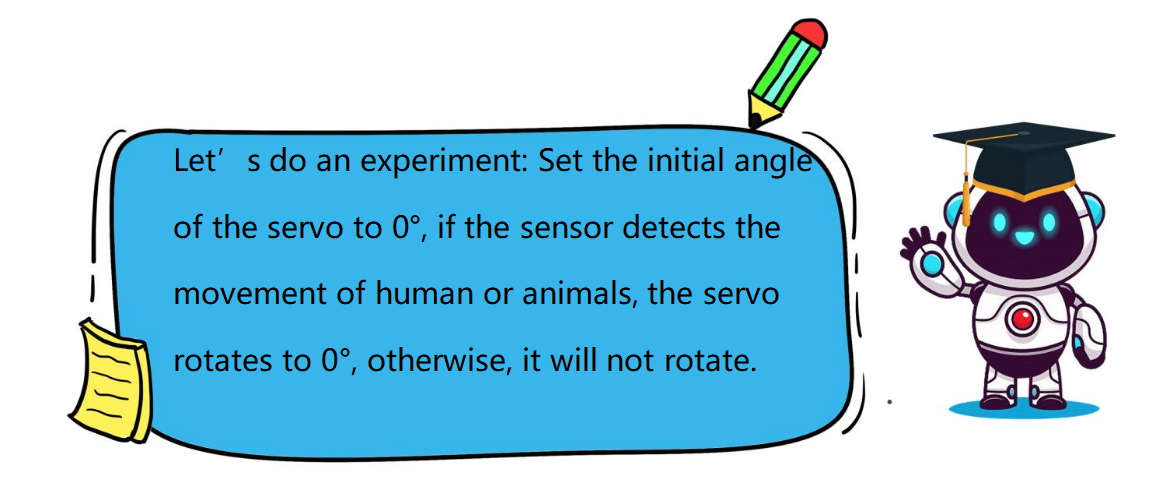 Let’ s do an experiment: Set the initial angle
of the servo to 0°, if the sensor detects the
movement of human or animals, the servo
rotates to 0°, otherwise, it will not rotate.